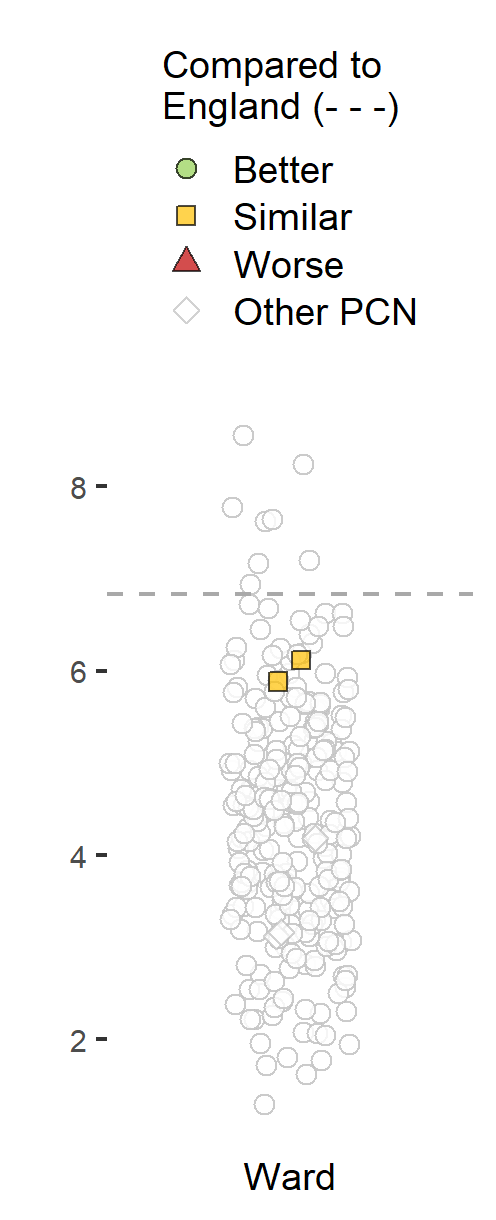 Compared to
England (- - -)
Better
Similar
Worse
Other PCN
8
6
4
2
Ward